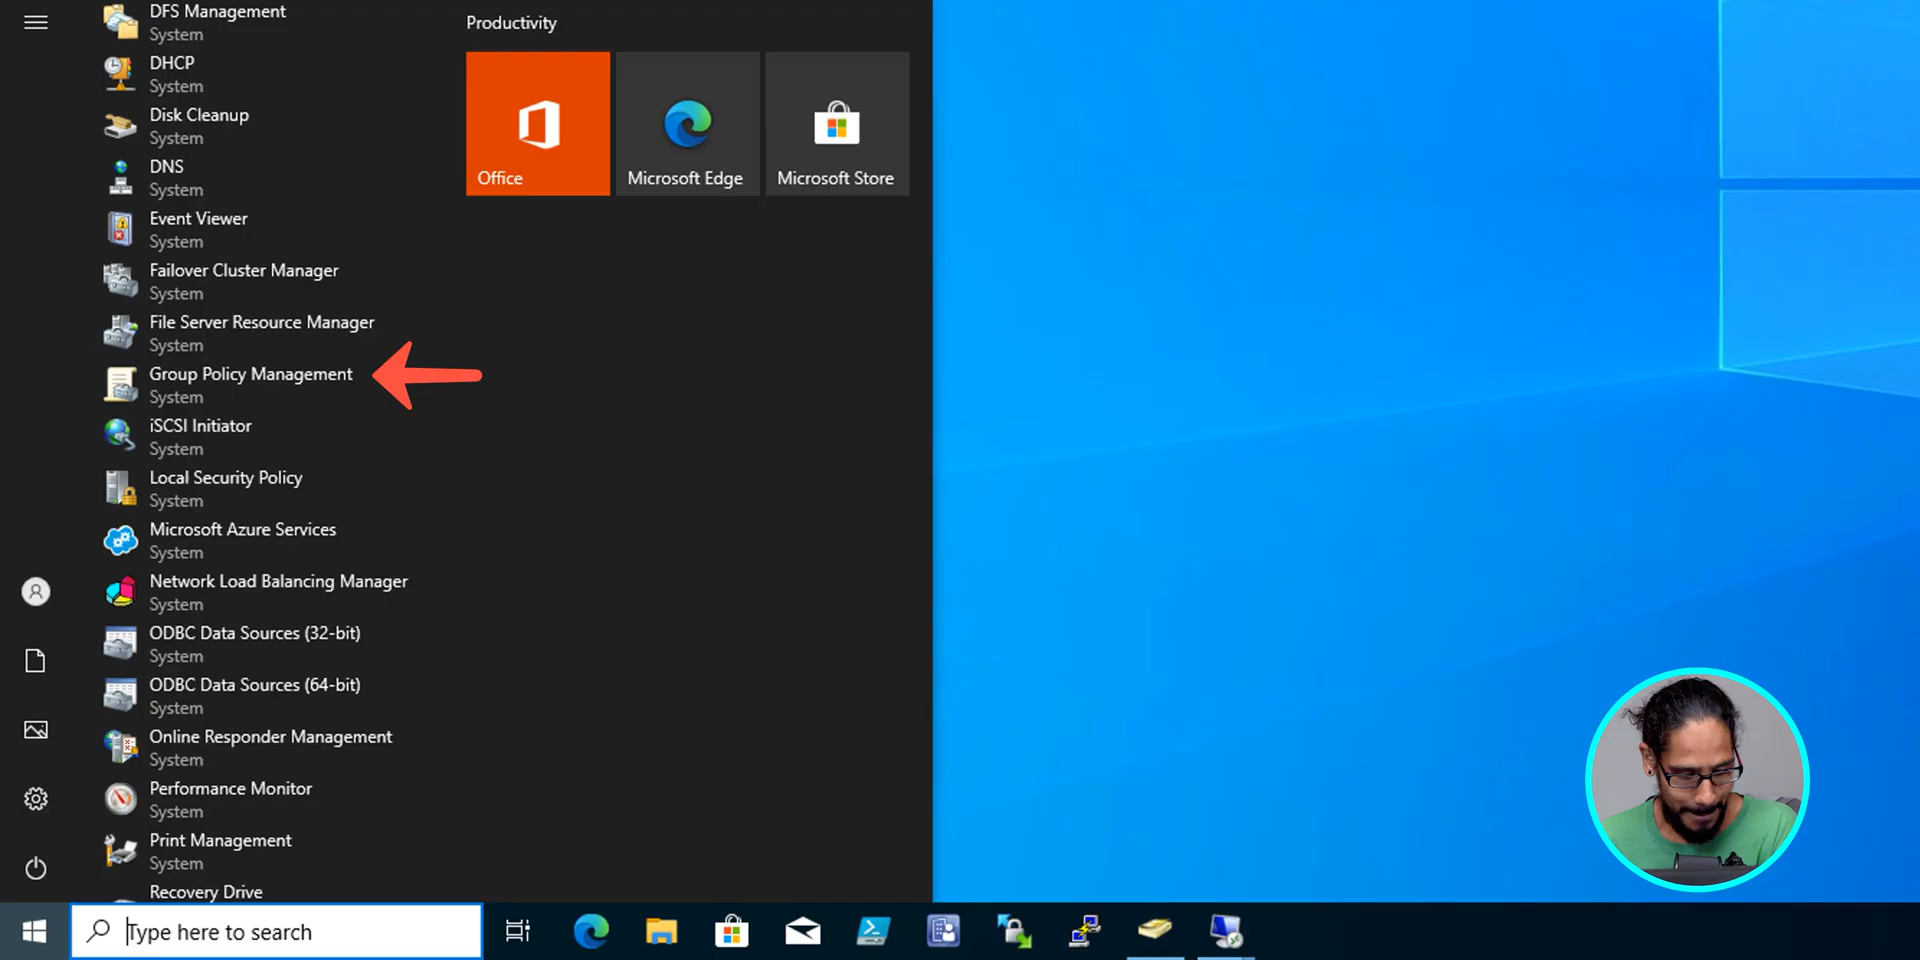 DFS Management
System
DHCP
System
Disk Cleanup
System
DNS
System
Event Viewer
System
Failover Cluster Manager
System
File Server Resource Manager
System
Group Policy Management
System
iSCSI Initiator
System
Local Security Policy
System
Microsoft Azure Services
System
Network Load Balancing Manager
System
ODBC Data Sources (32-bit)
System
ODBC Data Sources (64-bit)
System
Online Responder Management
System
Performance Monitor
System
Print Management
System
Recovery Drive
Productivity
Office
Microsoft Edge
Microsoft Store
Type here to search